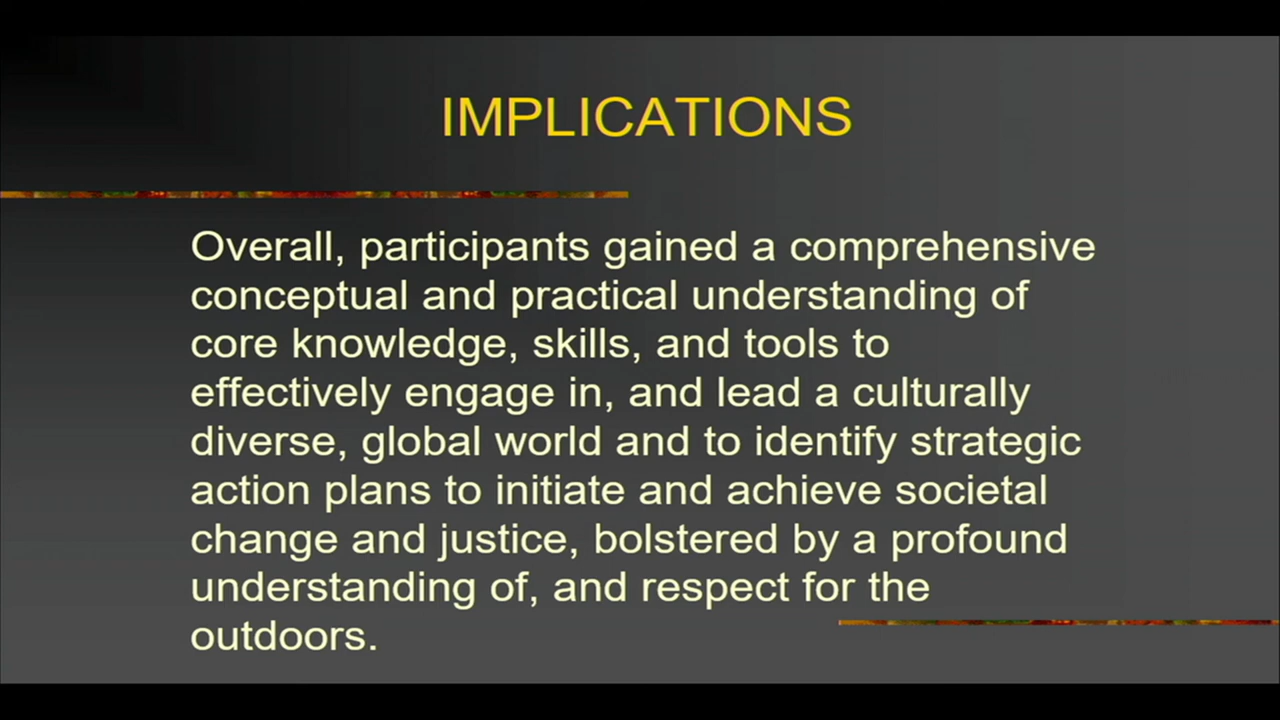 IMPLICATIONS
Overall, participants gained a comprehensive
conceptual and practical understanding of
core knowledge, skills, and tools to
effectively engage in, and lead a culturally
diverse, global world and to identify strategic
action plans to initiate and achieve societal
change and justice, bolstered by a profound
understanding of, and respect for the
outdoors.